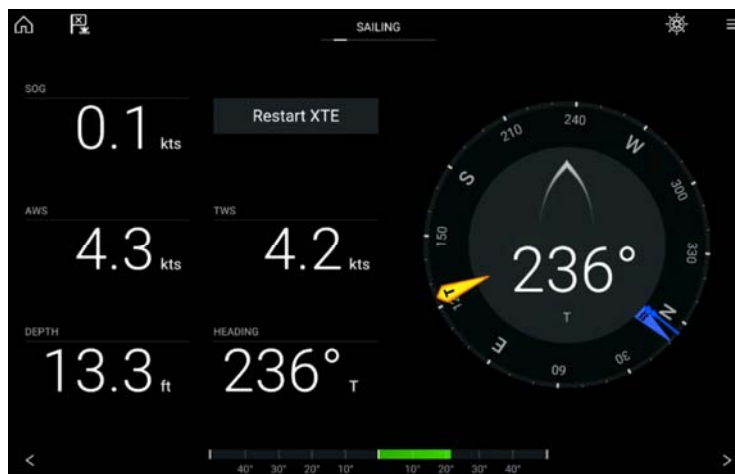 SAILING
SOG
0.1 kts
Restart XTE
AWS
4.3 kts
TWS
4.2 kts
DEPTH
13.3 ft
HEADING
236° T
210
240
W
300
330
N
30
60
E
150
S
T
236°
T
40° 30° 20° 10° 10° 20° 30° 40°